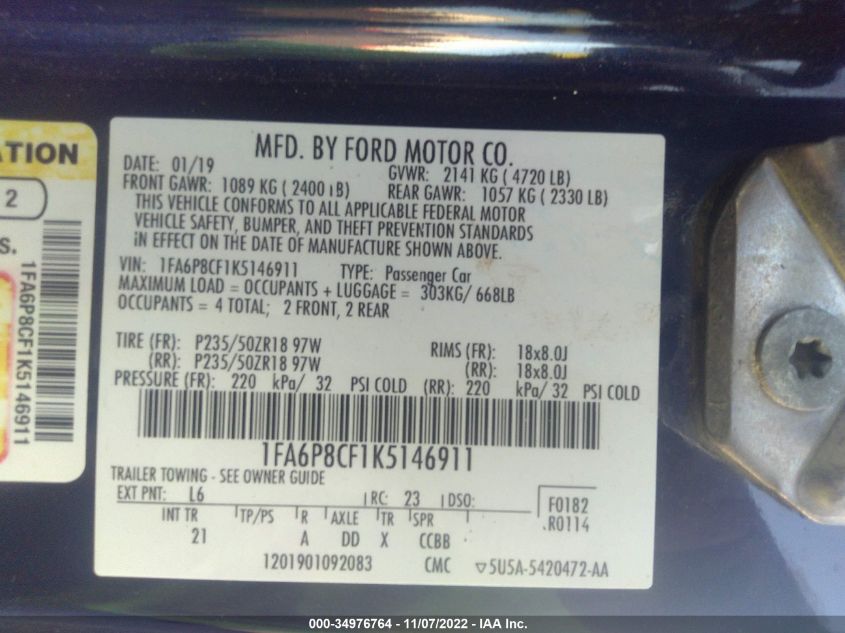 ATION
2
S.
1FA6P8CF1K5146911
MFD. BY FORD MOTOR CO.
DATE: 01/19 GVWR: 2141 KG ( 4720 LB)
FRONT GAWR: 1089 KG ( 2400 LB) REAR GAWR: 1057 KG ( 2330 LB)
THIS VEHICLE CONFORMS TO ALL APPLICABLE FEDERAL MOTOR
VEHICLE SAFETY, BUMPER, AND THEFT PREVENTION STANDARDS
IN EFFECT ON THE DATE OF MANUFACTURE SHOWN ABOVE.
VIN: 1FA6P8CF1K5146911 TYPE: Passenger Car
MAXIMUM LOAD = OCCUPANTS + LUGGAGE = 303KG/ 668LB
OCCUPANTS = 4 TOTAL; 2 FRONT, 2 REAR
TIRE (FR): P235/50ZR18 97W RIMS (FR): 18x8.0J
(RR): P235/50ZR18 97W (RR): 18x8.0J
PRESSURE (FR): 220 kPa/ 32 PSI COLD (RR): 220 kPa/ 32 PSI COLD
1FA6P8CF1K5146911
TRAILER TOWING - SEE OWNER GUIDE
EXT PNT: L6 RC: 23 DSO: F0182
R0114
INT TR TP/PS R AXLE TR SPR
21 A DD X CCBB
1201901092083 CMC ▽5U5A-5420472-AA
000-34976764 - 11/07/2022 - IAA Inc.